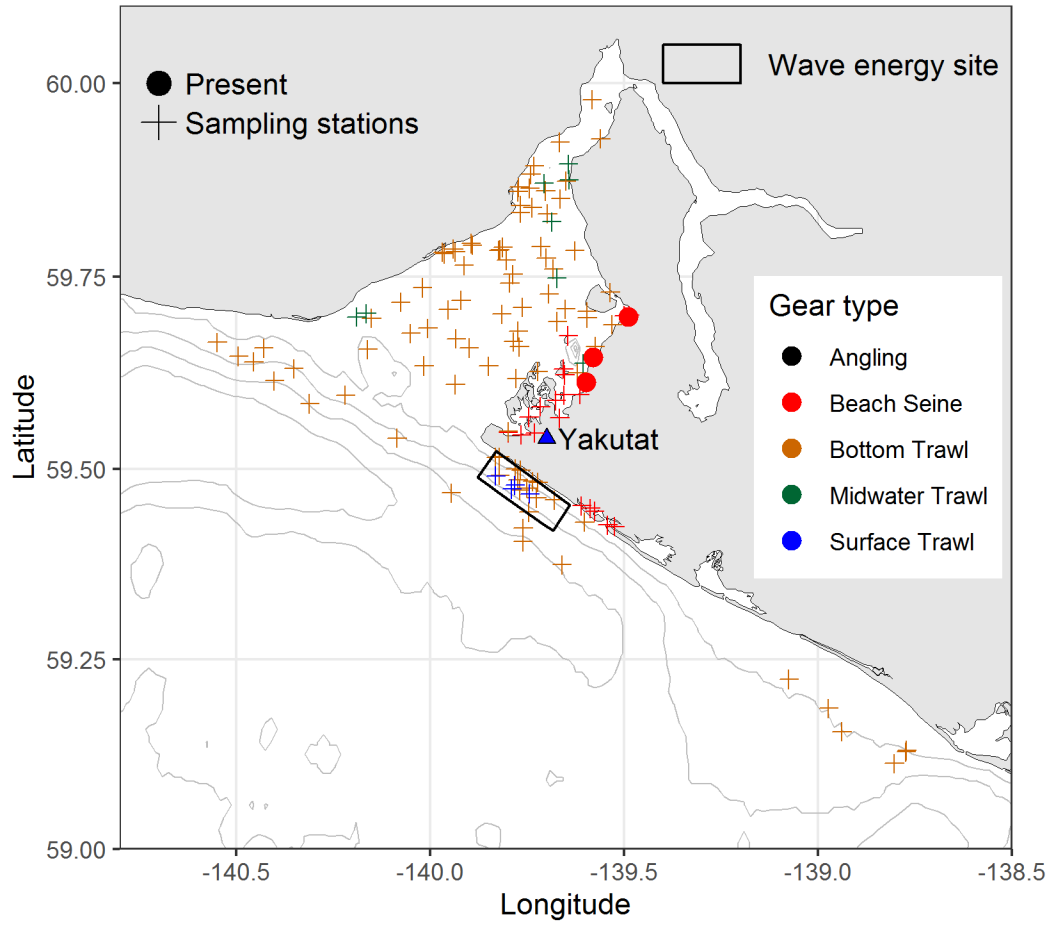 Present
Sampling stations
Wave energy site
60.00
59.75
59.50
59.25
59.00
Latitude
Yakutat
Gear type
Angling
Beach Seine
Bottom Trawl
Midwater Trawl
Surface Trawl
-140.5
-140.0
-139.5
-139.0
-138.5
Longitude